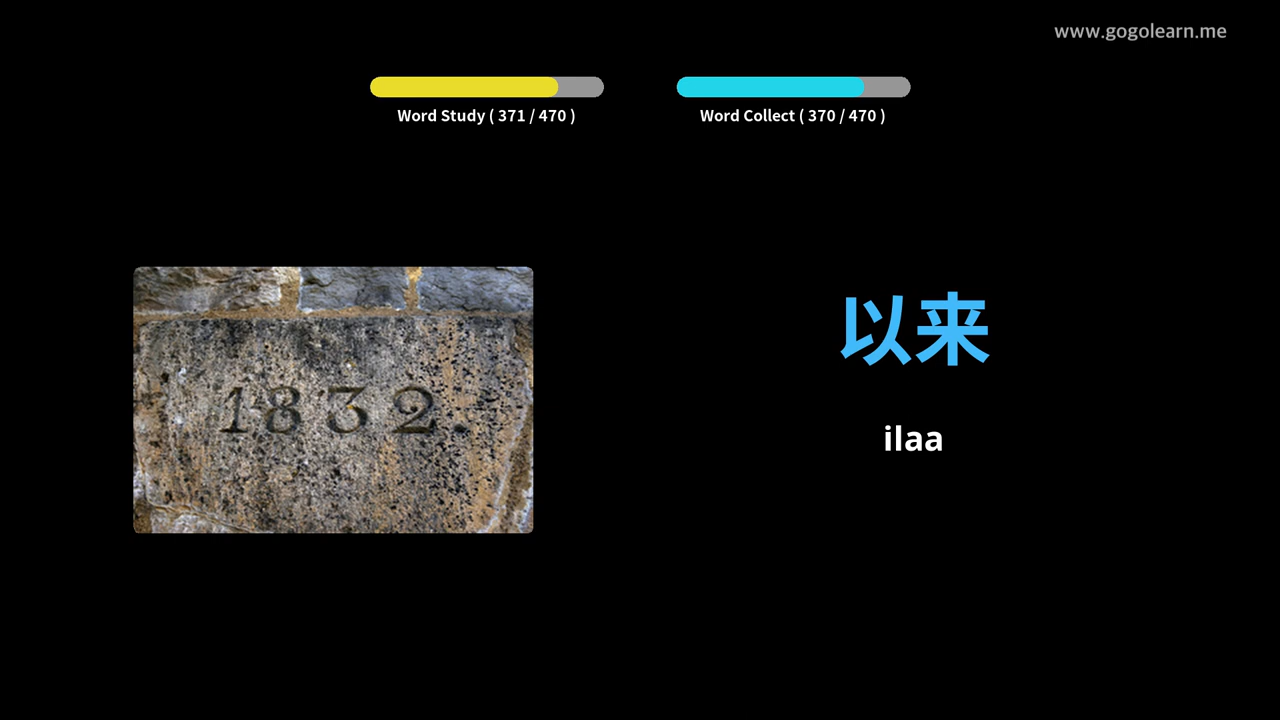 www.gogolearn.me
Word Study ( 371 / 470 )
Word Collect ( 370 / 470 )
1832.
以来
ilaa